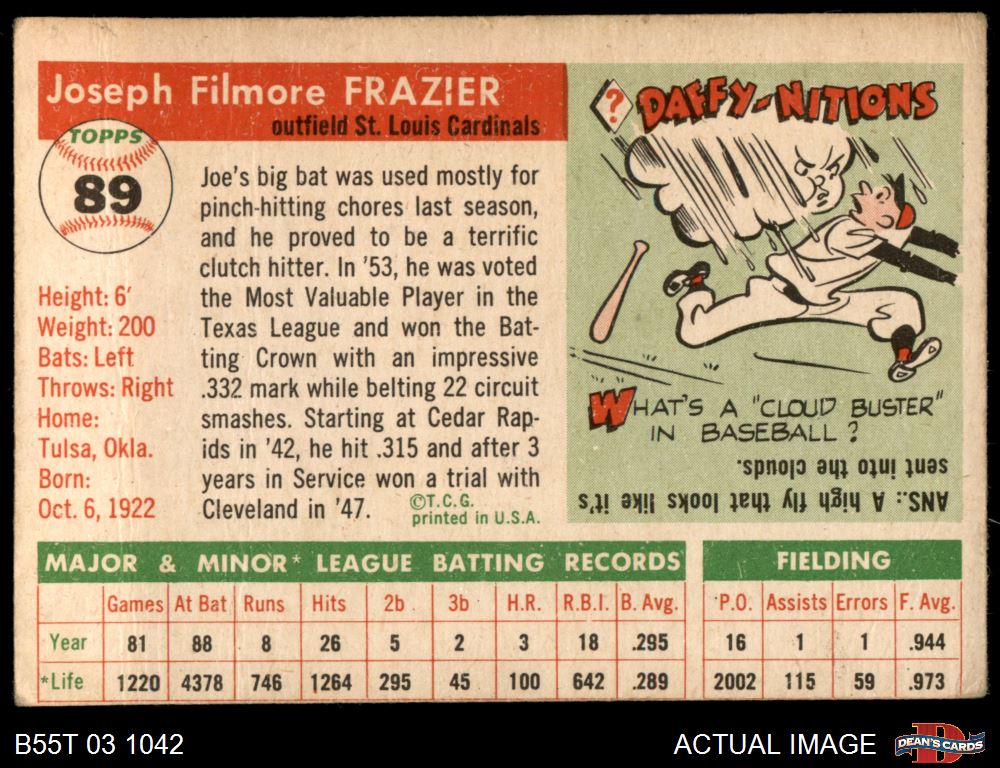 Joseph Filmore FRAZIER
outfield St. Louis Cardinals
TOPPS
89
Height: 6'
Weight: 200
Bats: Left
Throws: Right
Home:
Tulsa, Okla.
Born:
Oct. 6, 1922
Joe's big bat was used mostly for
pinch-hitting chores last season,
and he proved to be a terrific
clutch hitter. In '53, he was voted
the Most Valuable Player in the
Texas League and won the Bat-
ting Crown with an impressive
.332 mark while belting 22 circuit
smashes. Starting at Cedar Rap-
ids in '42, he hit .315 and after 3
years in Service won a trial with
Cleveland in '47.
©T.C.G.
printed in U.S.A.
? DAFFY-NITIONS
WHAT'S A "CLOUD BUSTER"
IN BASEBALL?
ANS.: A high fly that looks like it's
sent into the clouds.
MAJOR & MINOR* LEAGUE BATTING RECORDS
Games At Bat Runs Hits 2b 3b H.R. R.B.I. B. Avg.
Year 81 88 8 26 5 2 3 18 .295
*Life 1220 4378 746 1264 295 45 100 642 .289
FIELDING
P.O. Assists Errors F. Avg.
16 1 1 .944
2002 115 59 .973
B55T 03 1042
ACTUAL IMAGE
D
DEAN'S CARDS